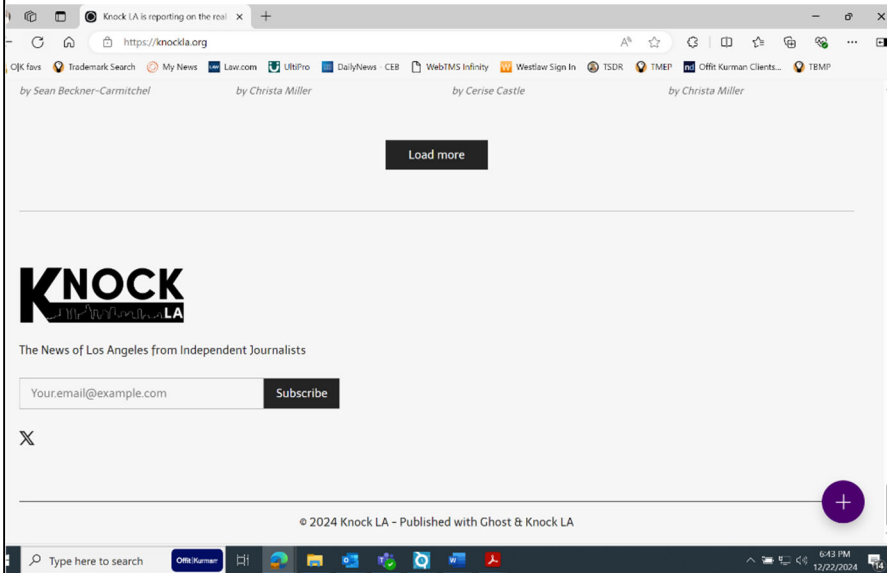 Knock LA is reporting on the real
https://knockla.org
O|K favs Trademark Search My News Law.com UltiPro DailyNews - CEB WebTMS Infinity Westlaw Sign In TSDR TMEP Offit Kurman Clients... TBMP
by Sean Beckner-Carmitchel by Christa Miller by Cerise Castle by Christa Miller
Load more
KNOCK
LA
The News of Los Angeles from Independent Journalists
Your.email@example.com Subscribe
© 2024 Knock LA - Published with Ghost & Knock LA
Type here to search Offit|Kurman 6:43 PM
12/22/2024
14